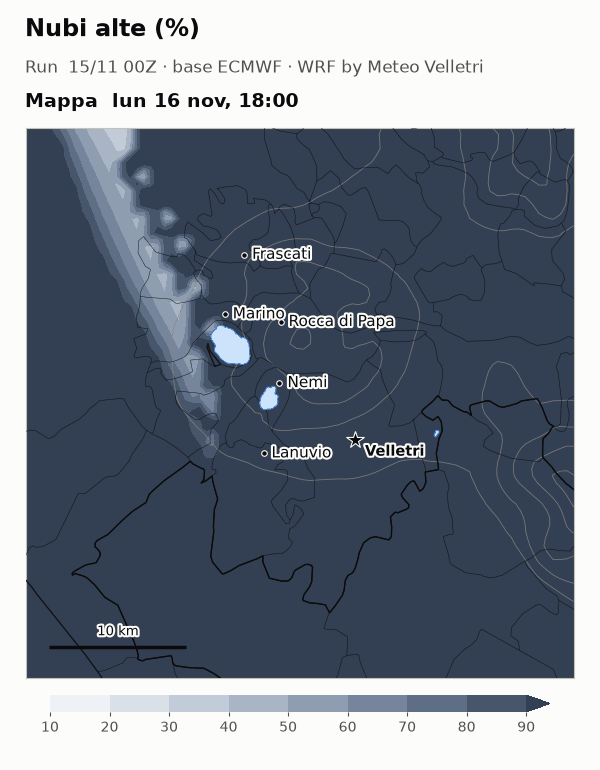 Nubi alte (%)
Run  15/11 00Z · base ECMWF · WRF by Meteo Velletri
Mappa  lun 16 nov, 18:00
Frascati
Marino
Rocca di Papa
Nemi
Velletri
Lanuvio
10 km
10 20 30 40 50 60 70 80 90